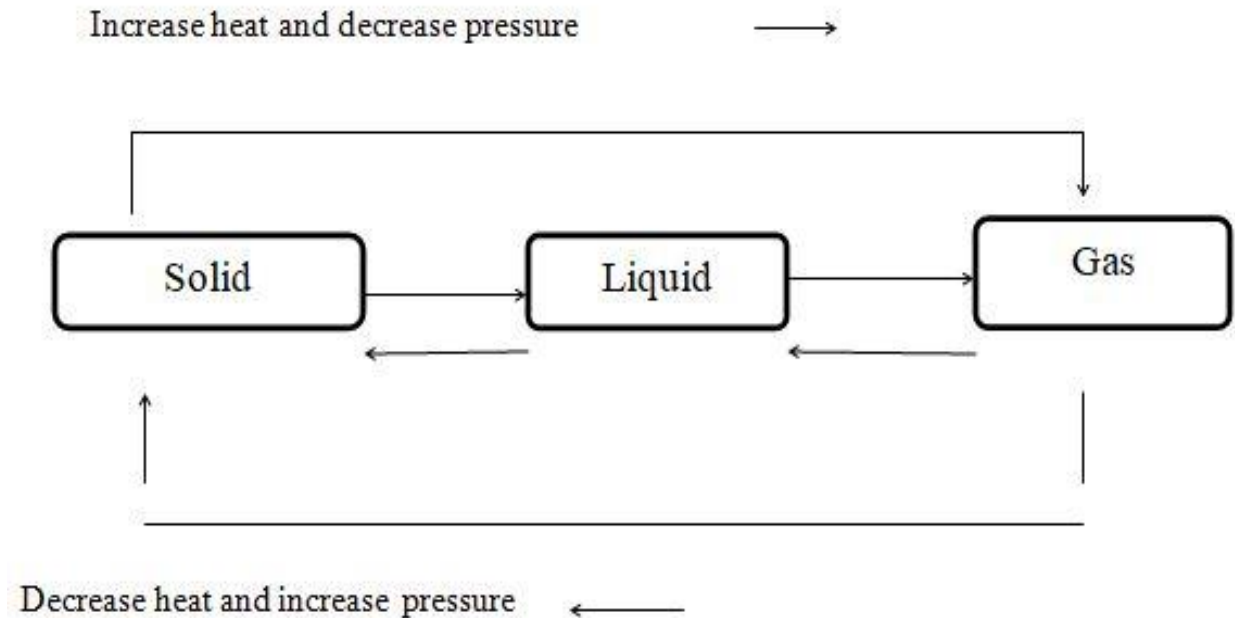 Increase heat and decrease pressure
Solid
Liquid
Gas
Decrease heat and increase pressure